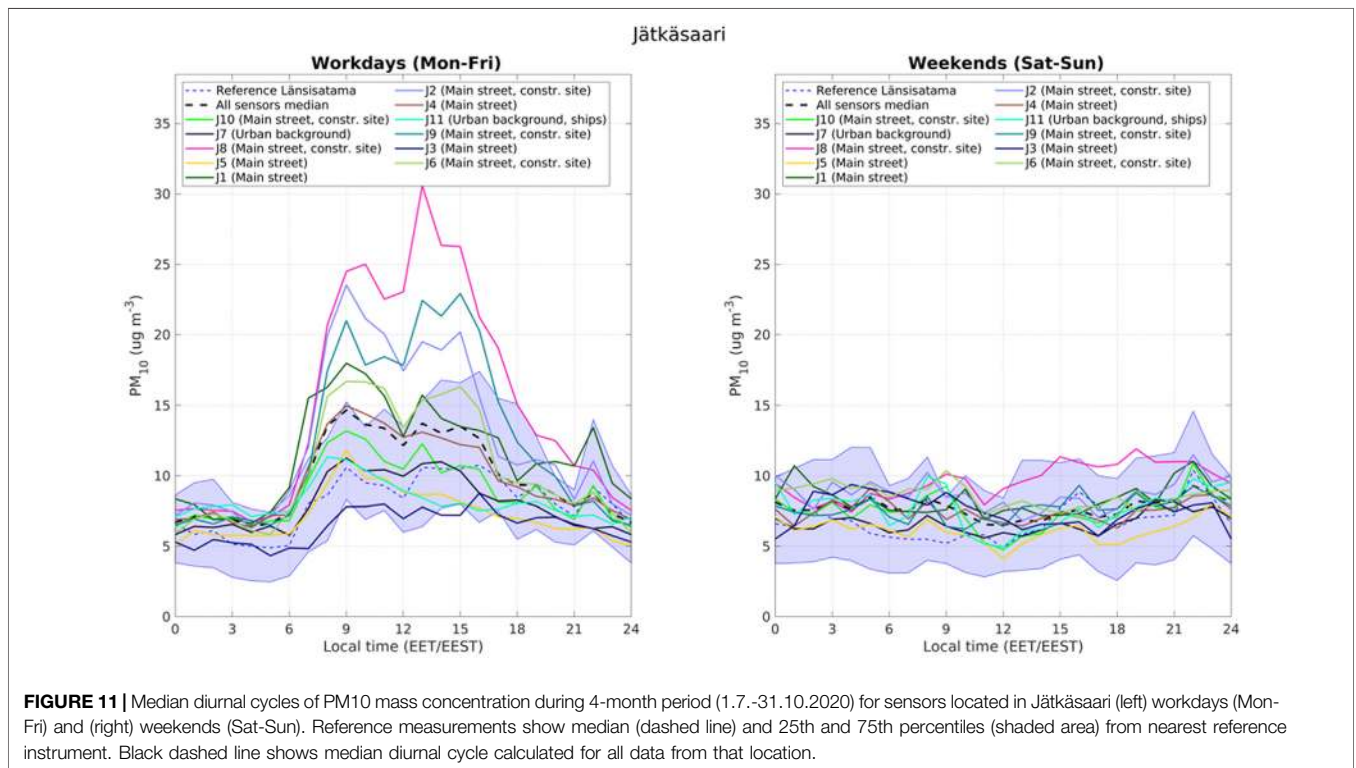 Jätkäsaari
Workdays (Mon-Fri)
Reference Länsisatama
All sensors median
J10 (Main street, constr. site)
J7 (Urban background)
J8 (Main street, constr. site)
J5 (Main street)
J1 (Main street)
J2 (Main street, constr. site)
J4 (Main street)
J11 (Urban background, ships)
J9 (Main street, constr. site)
J3 (Main street)
J6 (Main street, constr. site)
35
30
25
20
15
10
5
0
PM10 (ug m-3)
0 3 6 9 12 15 18 21 24
Local time (EET/EEST)
Weekends (Sat-Sun)
Reference Länsisatama
All sensors median
J10 (Main street, constr. site)
J7 (Urban background)
J8 (Main street, constr. site)
J5 (Main street)
J1 (Main street)
J2 (Main street, constr. site)
J4 (Main street)
J11 (Urban background, ships)
J9 (Main street, constr. site)
J3 (Main street)
J6 (Main street, constr. site)
35
30
25
20
15
10
5
0
PM10 (ug m-3)
0 3 6 9 12 15 18 21 24
Local time (EET/EEST)
FIGURE 11 | Median diurnal cycles of PM10 mass concentration during 4-month period (1.7.-31.10.2020) for sensors located in Jätkäsaari (left) workdays (Mon-
Fri) and (right) weekends (Sat-Sun). Reference measurements show median (dashed line) and 25th and 75th percentiles (shaded area) from nearest reference
instrument. Black dashed line shows median diurnal cycle calculated for all data from that location.